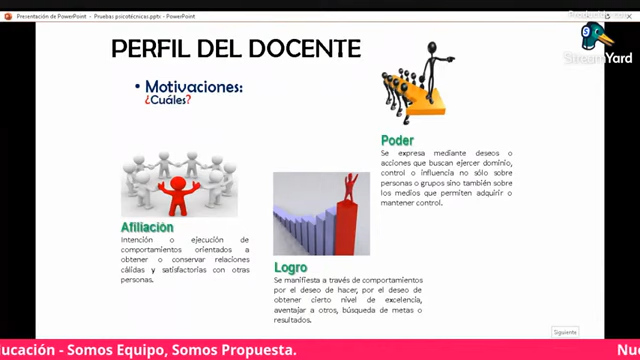 Presentación de PowerPoint - Pruebas psicotécnicas.pptx - PowerPoint
StreamYard
PERFIL DEL DOCENTE
• Motivaciones:
¿Cuáles?
Poder
Se expresa mediante deseos o
acciones que buscan ejercer dominio,
control o influencia no sólo sobre
personas o grupos sino también sobre
los medios que permiten adquirir o
mantener control.
Afiliación
Intención o ejecución de
comportamientos orientados a
obtener o conservar relaciones
cálidas y satisfactorias con otras
personas.
Logro
Se manifiesta a través de comportamientos
por el deseo de hacer, por el deseo de
obtener cierto nivel de excelencia,
aventajar a otros, búsqueda de metas o
resultados.
Siguiente
ducación - Somos Equipo, Somos Propuesta.
Nue